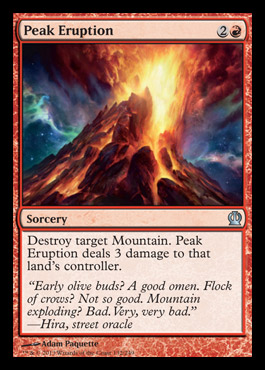 Peak Eruption 2
Sorcery
Destroy target Mountain. Peak
Eruption deals 3 damage to that
land's controller.
"Early olive buds? A good omen. Flock
of crows? Not so good. Mountain
exploding? Bad. Very, very bad."
—Hira, street oracle
Adam Paquette